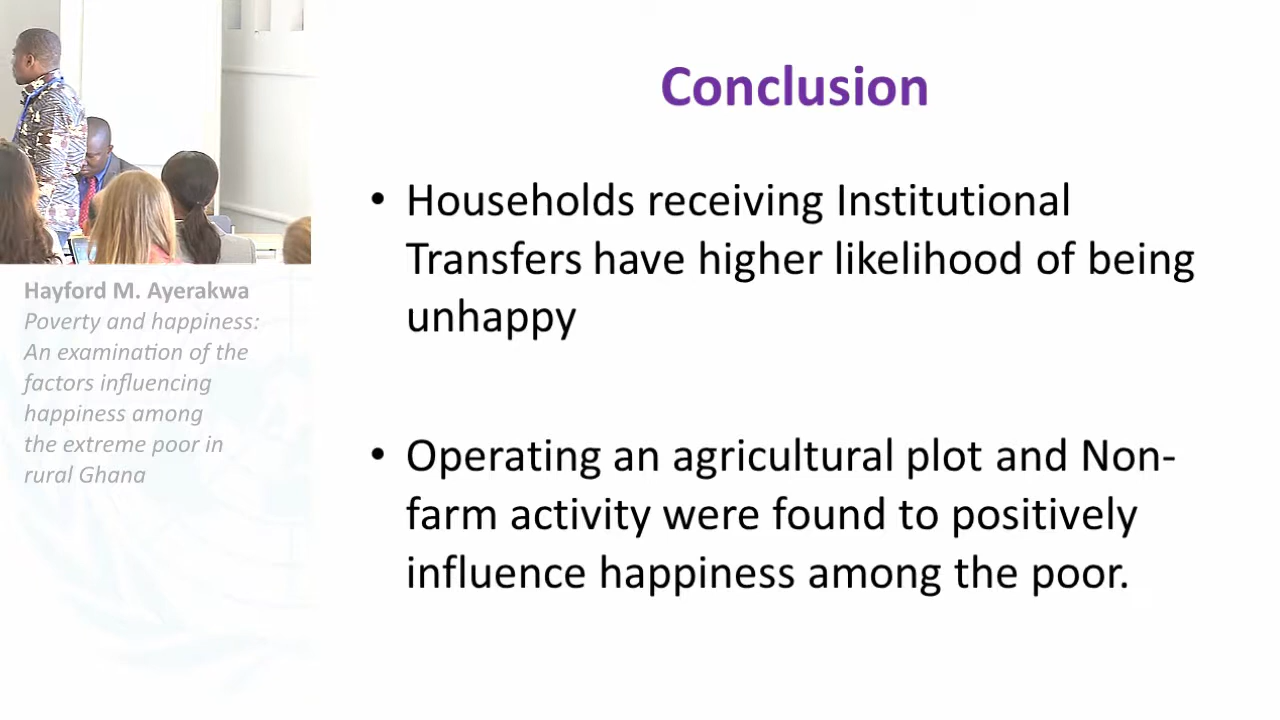 Conclusion
• Households receiving Institutional
Transfers have higher likelihood of being
unhappy
• Operating an agricultural plot and Non-
farm activity were found to positively
influence happiness among the poor.
Hayford M. Ayerakwa
Poverty and happiness:
An examination of the
factors influencing
happiness among
the extreme poor in
rural Ghana